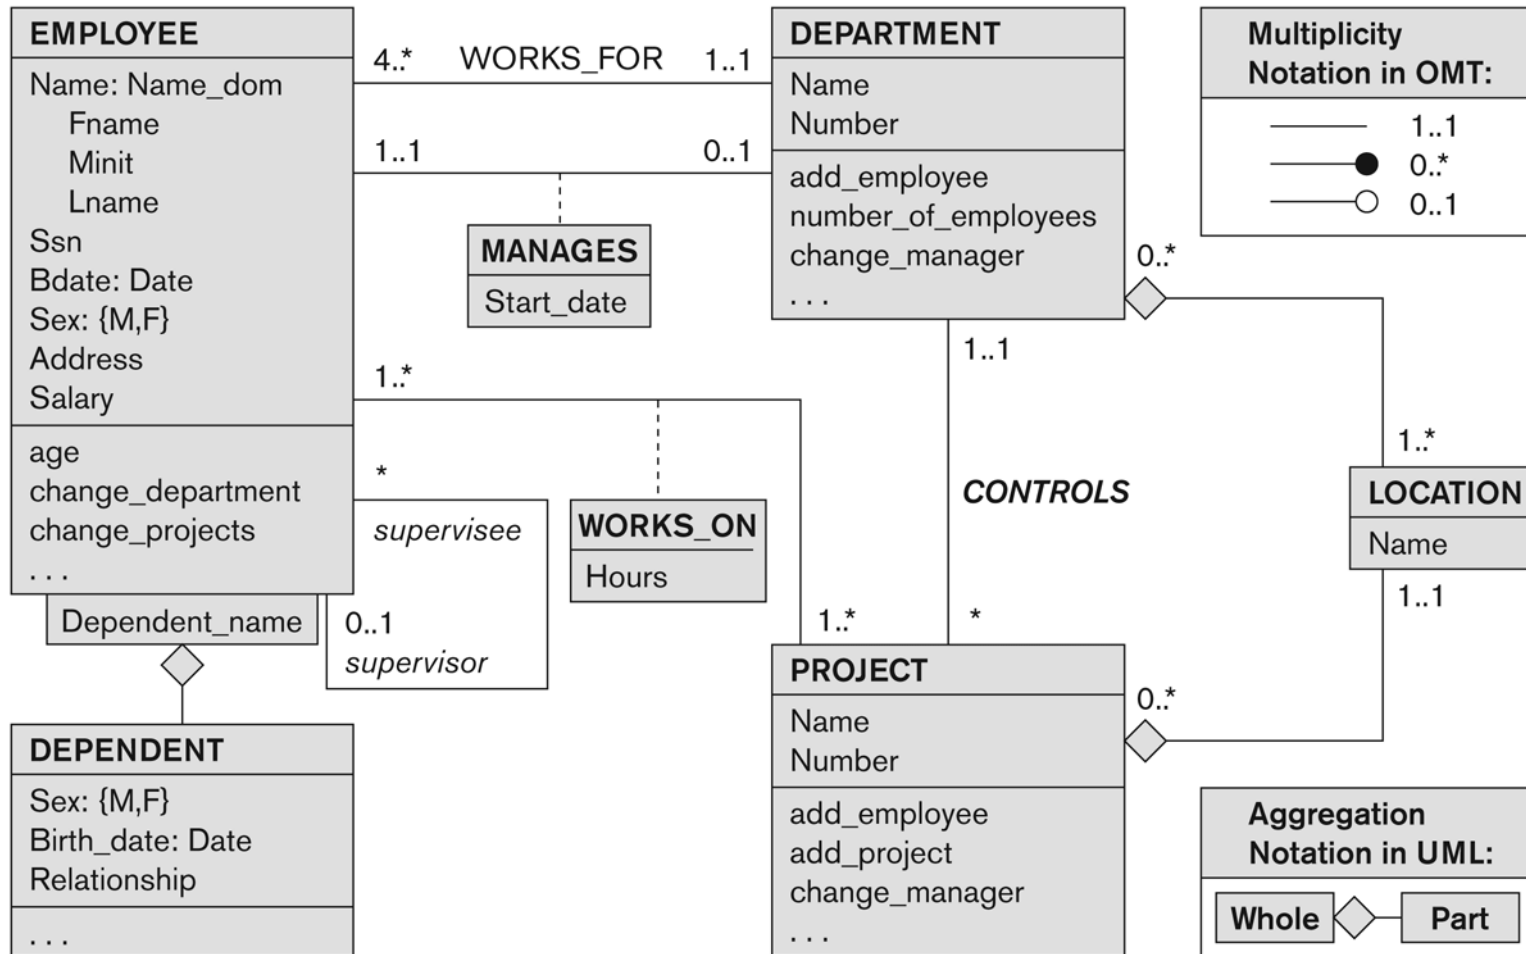 EMPLOYEE
Name: Name_dom
Fname
Minit
Lname
Ssn
Bdate: Date
Sex: {M,F}
Address
Salary
age
change_department
change_projects
. . .
Dependent_name
DEPENDENT
Sex: {M,F}
Birth_date: Date
Relationship
. . .
4..* WORKS_FOR 1..1
1..1 0..1
MANAGES
Start_date
1..*
*
supervisee
0..1
supervisor
WORKS_ON
Hours
1..*
DEPARTMENT
Name
Number
add_employee
number_of_employees
change_manager
. . .
0..*
1..1
CONTROLS
*
PROJECT
Name
Number
add_employee
add_project
change_manager
. . .
0..*
Multiplicity
Notation in OMT:
1..1
0..*
0..1
1..*
LOCATION
Name
1..1
Aggregation
Notation in UML:
Whole Part